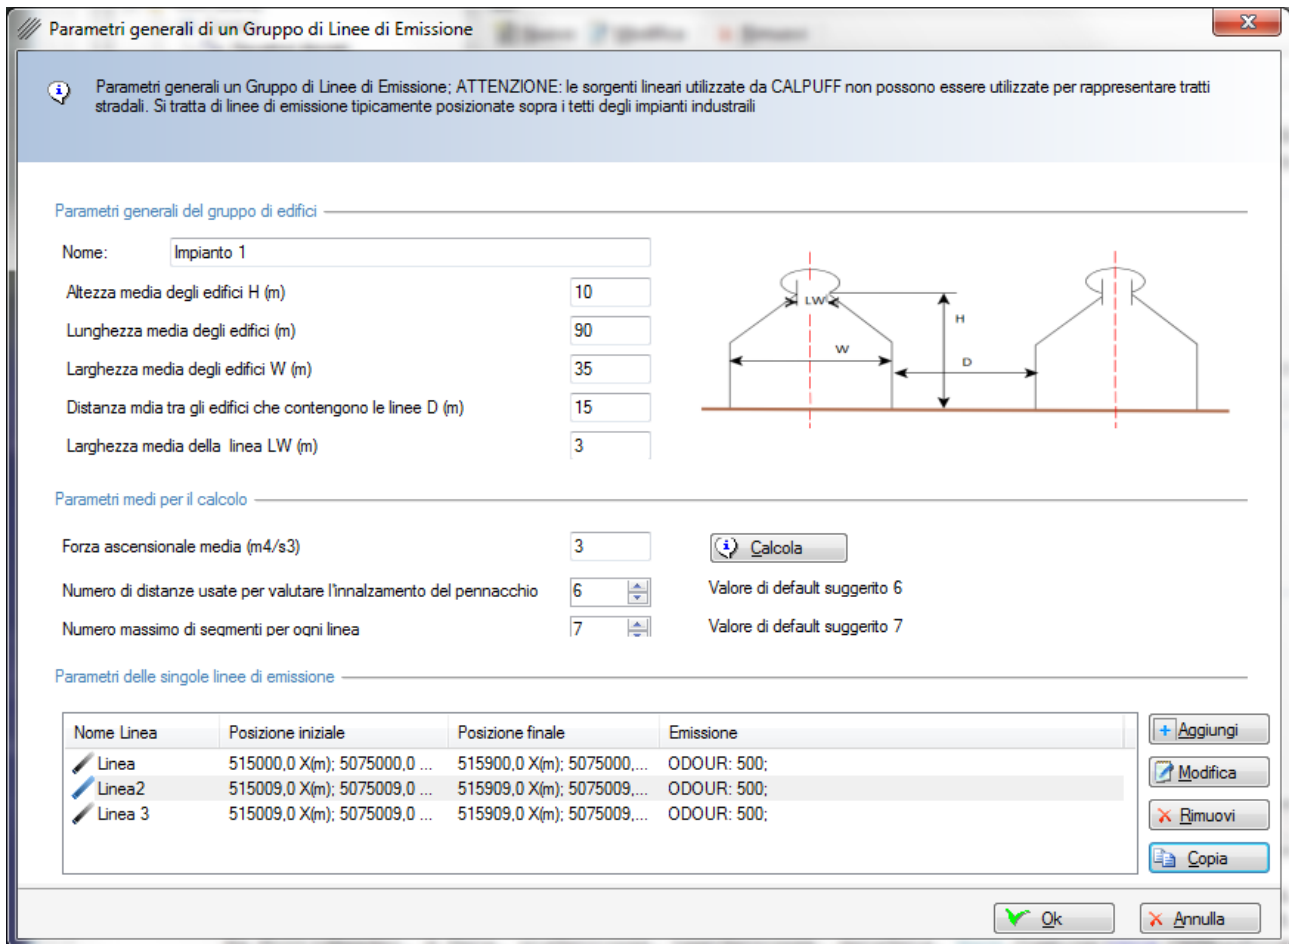 Parametri generali di un Gruppo di Linee di Emissione
Parametri generali un Gruppo di Linee di Emissione; ATTENZIONE: le sorgenti lineari utilizzate da CALPUFF non possono essere utilizzate per rappresentare tratti
stradali. Si tratta di linee di emissione tipicamente posizionate sopra i tetti degli impianti industraili
Parametri generali del gruppo di edifici
Nome: Impianto 1
Altezza media degli edifici H (m) 10
Lunghezza media degli edifici (m) 90
Larghezza media degli edifici W (m) 35
Distanza mdia tra gli edifici che contengono le linee D (m) 15
Larghezza media della linea LW (m) 3
LW
H
W
D
Parametri medi per il calcolo
Forza ascensionale media (m4/s3) 3 Calcola
Numero di distanze usate per valutare l'innalzamento del pennacchio 6 Valore di default suggerito 6
Numero massimo di segmenti per ogni linea 7 Valore di default suggerito 7
Parametri delle singole linee di emissione
Nome Linea Posizione iniziale Posizione finale Emissione
Linea 515000,0 X(m); 5075000,0 ... 515900,0 X(m); 5075000,... ODOUR: 500;
Linea2 515009,0 X(m); 5075009,0 ... 515909,0 X(m); 5075009,... ODOUR: 500;
Linea 3 515009,0 X(m); 5075009,0 ... 515909,0 X(m); 5075009,... ODOUR: 500;
Aggiungi
Modifica
Rimuovi
Copia
Ok Annulla